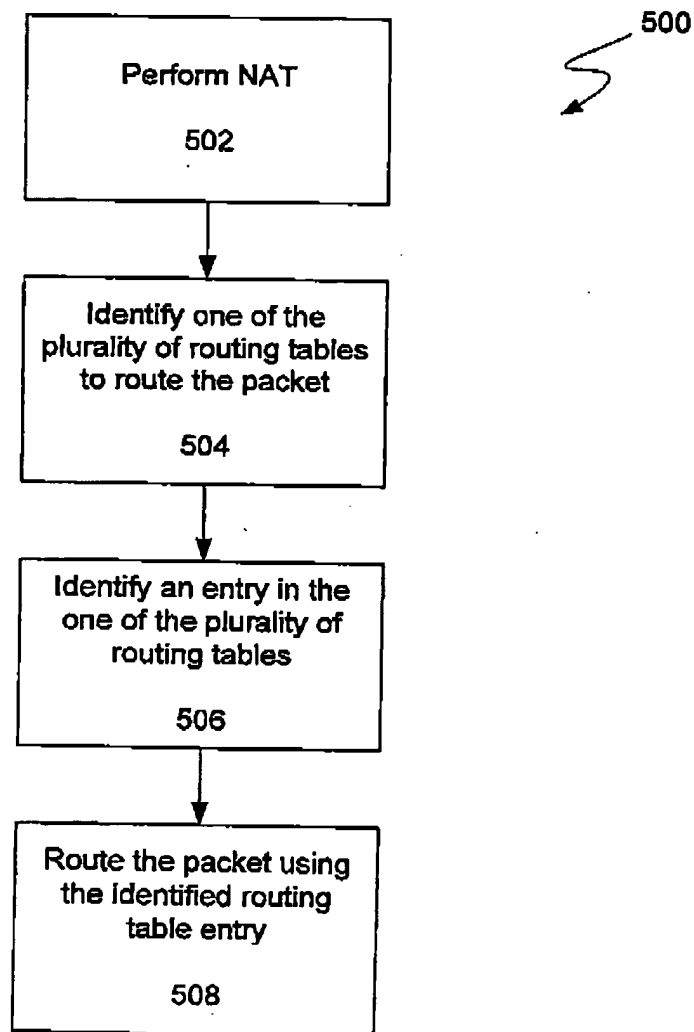 500
Perform NAT
502
Identify one of the
plurality of routing tables
to route the packet
504
Identify an entry in the
one of the plurality of
routing tables
506
Route the packet using
the identified routing
table entry
508